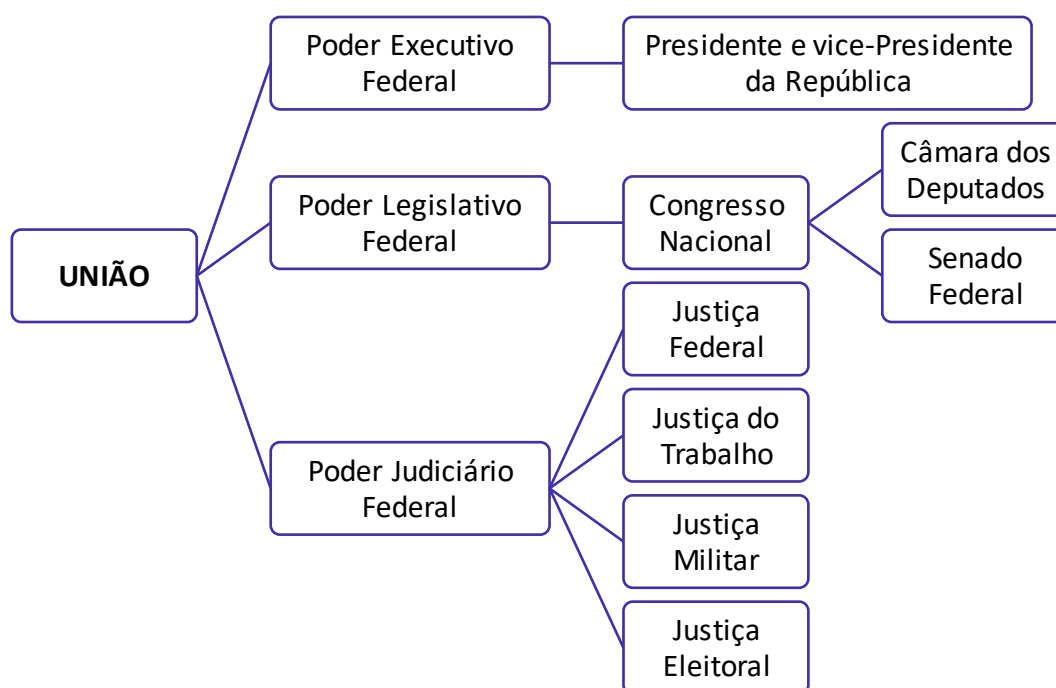 UNIÃO
Poder Executivo
Federal
Presidente e vice-Presidente
da República
Poder Legislativo
Federal
Congresso
Nacional
Câmara dos
Deputados
Senado
Federal
Poder Judiciário
Federal
Justiça
Federal
Justiça do
Trabalho
Justiça
Militar
Justiça
Eleitoral